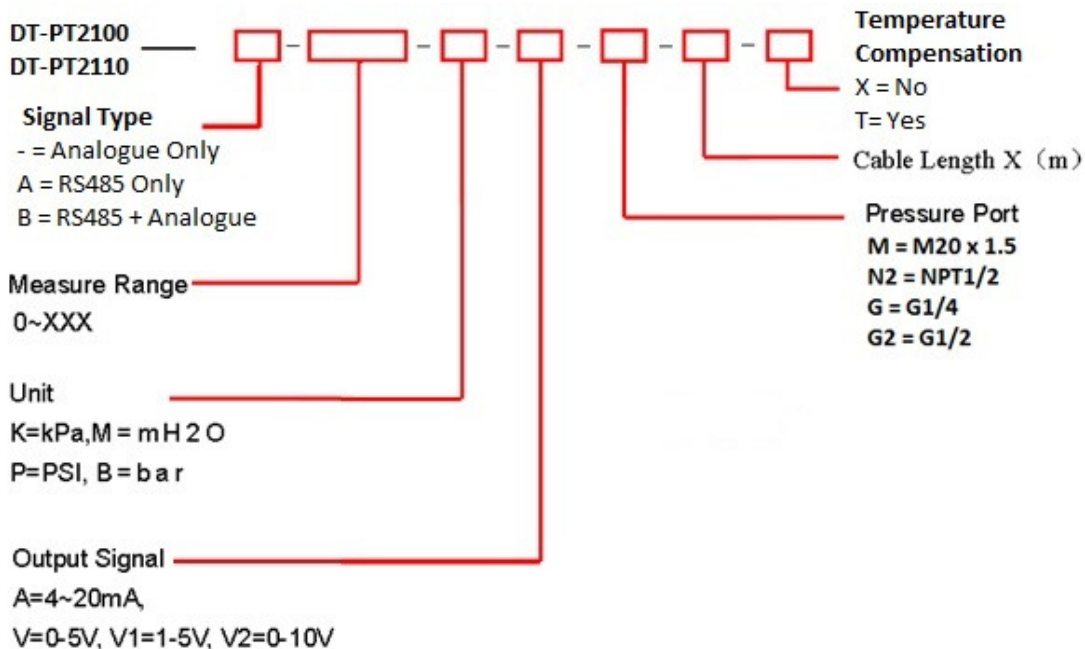 DT-PT2100
DT-PT2110
Signal Type
- = Analogue Only
A = RS485 Only
B = RS485 + Analogue
Measure Range
0~XXX
Unit
K=kPa,M = mH2O
P=PSI, B = bar
Output Signal
A=4~20mA,
V=0-5V, V1=1-5V, V2=0-10V
Temperature
Compensation
X = No
T= Yes
Cable Length X（m）
Pressure Port
M = M20 x 1.5
N2 = NPT1/2
G = G1/4
G2 = G1/2